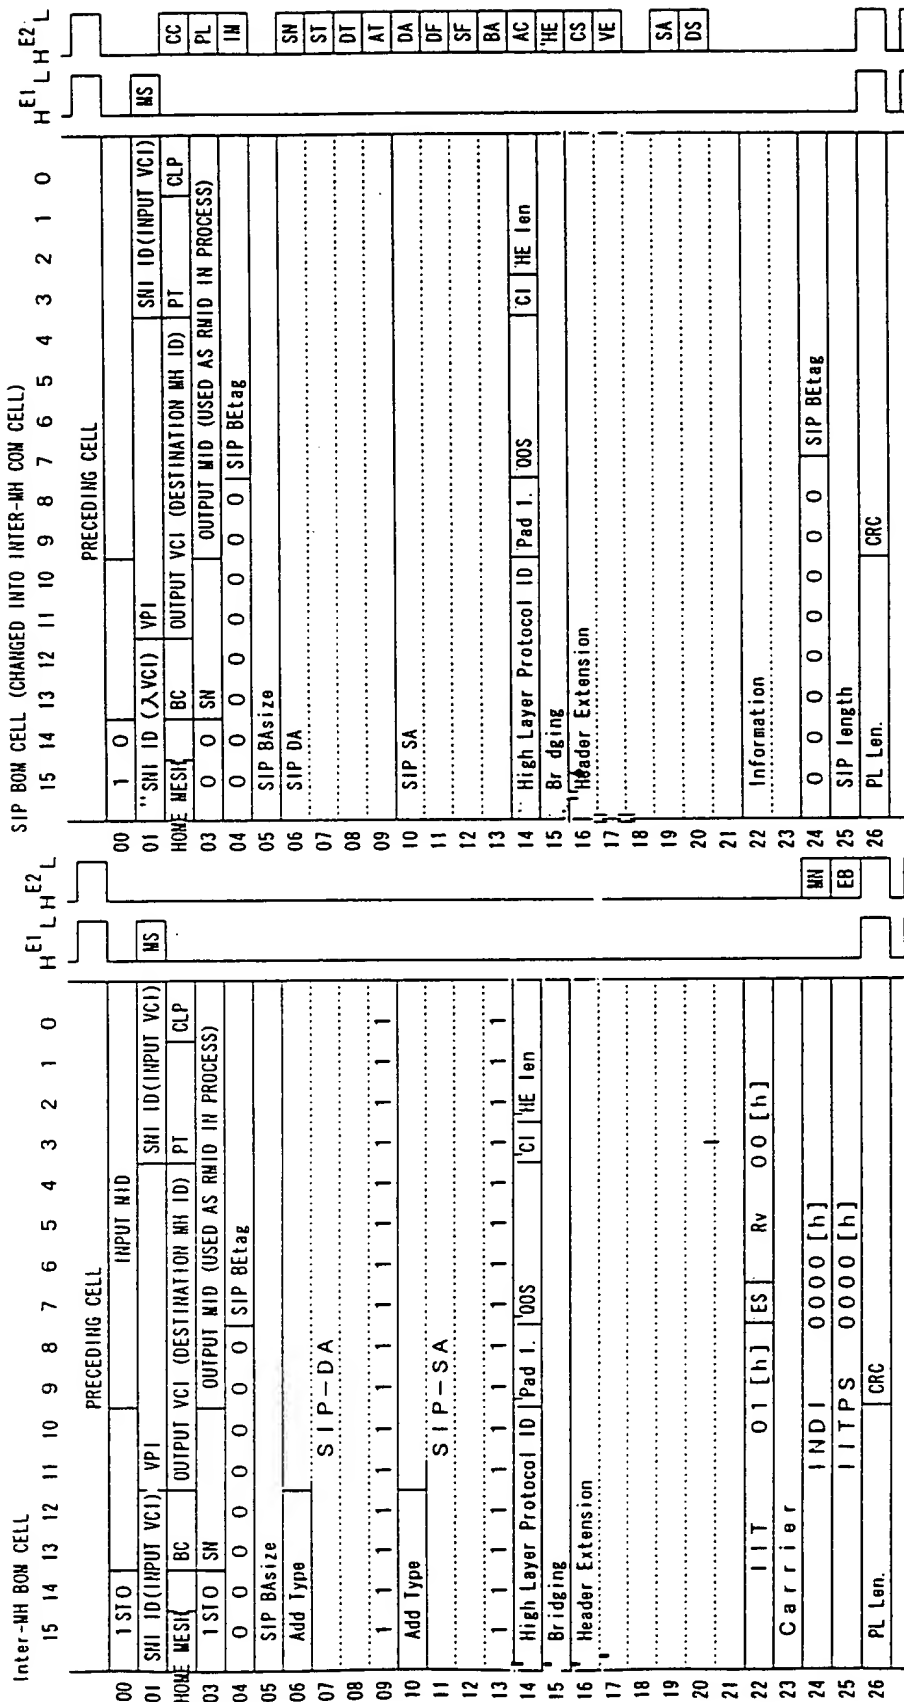 Inter-MH BOM CELL
15 14 13 12 11 10 9 8 7 6 5 4 3 2 1 0
H E1 L H E2 L
PRECEDING CELL
00 1 STO INPUT MID
01 SNI ID(INPUT VCI) VPI SNI ID(INPUT VCI) MS
HOME MESH BC OUTPUT VCI (DESTINATION MH ID) PT CLP
03 1 STO SN OUTPUT MID (USED AS RMID IN PROCESS)
04 0 0 0 0 0 0 0 0 SIP BEtag
05 SIP BAsize
06 Add Type
07 SIP-DA
08
09 1 1 1 1 1 1 1 1 1 1 1 1 1 1 1 1
10 Add Type
11 SIP-SA
12
13 1 1 1 1 1 1 1 1 1 1 1 1 1 1 1 1
14 High Layer Protocol ID Pad l. QOS CI HE len
15 Bridging
16 Header Extension
17
18
19
20
21
22 IIT 01 [h] ES Rv 00 [h]
23 Carrier
24 INDI 0000 [h] MN
25 IITPS 0000 [h] EB
26 PL Len. CRC
SIP BOM CELL (CHANGED INTO INTER-MH COM CELL)
15 14 13 12 11 10 9 8 7 6 5 4 3 2 1 0
H E1 L H E2 L
PRECEDING CELL
00 1 0
01 "SNI ID (λVCI) VPI SNI ID(INPUT VCI) MS
HOME MESH BC OUTPUT VCI (DESTINATION MH ID) PT CLP CC
03 0 0 SN OUTPUT MID (USED AS RMID IN PROCESS) PL
04 0 0 0 0 0 0 0 0 SIP BEtag IM
05 SIP BAsize
06 SIP DA SN
07 ST
08 DT
09 AT
10 SIP SA DA
11 DF
12 SF
13 BA
14 High Layer Protocol ID Pad l. QOS CI HE len AC
15 Br dging HE
16 Header Extension CS
17 VE
18
19 SA
20 DS
21
22 Information
23
24 0 0 0 0 0 0 0 0 SIP BEtag
25 SIP length
26 PL Len. CRC